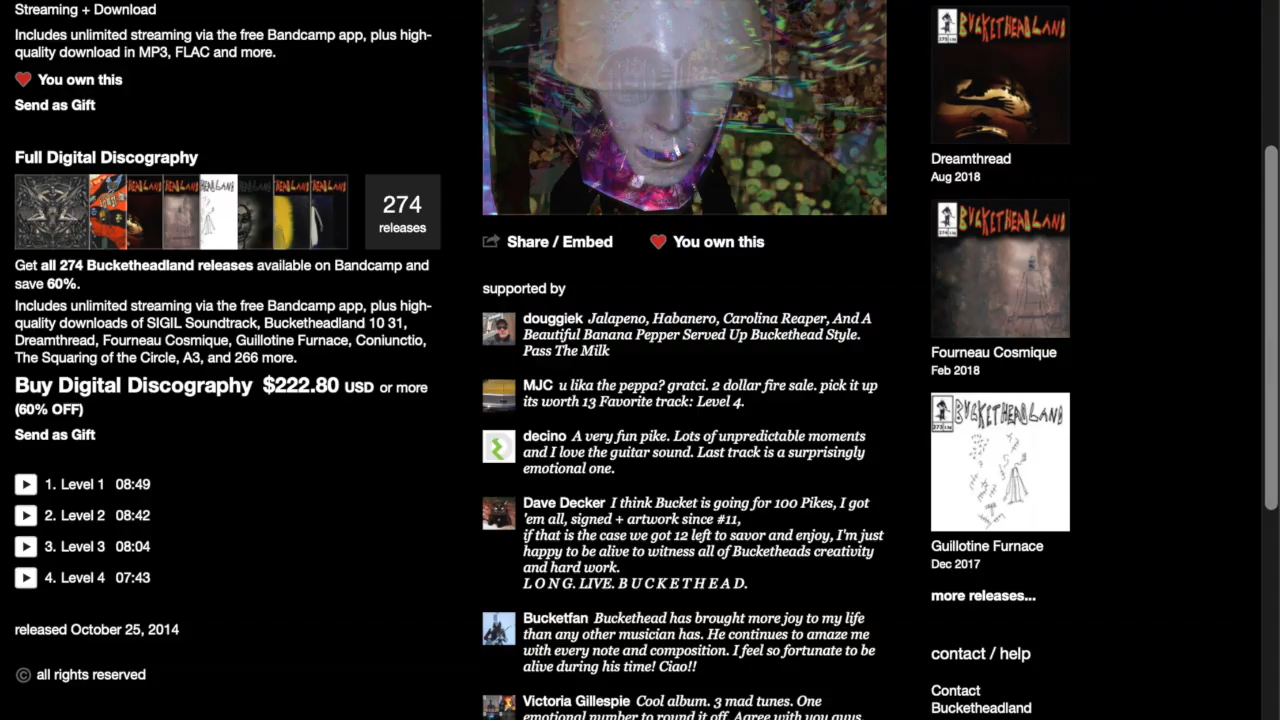 Streaming + Download
Includes unlimited streaming via the free Bandcamp app, plus high-
quality download in MP3, FLAC and more.
You own this
Send as Gift
Full Digital Discography
274
releases
Get all 274 Bucketheadland releases available on Bandcamp and
save 60%.
Includes unlimited streaming via the free Bandcamp app, plus high-
quality downloads of SIGIL Soundtrack, Bucketheadland 10 31,
Dreamthread, Fourneau Cosmique, Guillotine Furnace, Coniunctio,
The Squaring of the Circle, A3, and 266 more.
Buy Digital Discography $222.80 USD or more
(60% OFF)
Send as Gift
1. Level 1 08:49
2. Level 2 08:42
3. Level 3 08:04
4. Level 4 07:43
released October 25, 2014
© all rights reserved
Share / Embed
You own this
supported by
douggiek Jalapeno, Habanero, Carolina Reaper, And A
Beautiful Banana Pepper Served Up Buckethead Style.
Pass The Milk
MJC u lika the peppa? gratci. 2 dollar fire sale. pick it up
its worth 13 Favorite track: Level 4.
decino A very fun pike. Lots of unpredictable moments
and I love the guitar sound. Last track is a surprisingly
emotional one.
Dave Decker I think Bucket is going for 100 Pikes, I got
'em all, signed + artwork since #11,
if that is the case we got 12 left to savor and enjoy, I'm just
happy to be alive to witness all of Bucketheads creativity
and hard work.
L O N G. LIVE. B U C K E T H E A D.
Bucketfan Buckethead has brought more joy to my life
than any other musician has. He continues to amaze me
with every note and composition. I feel so fortunate to be
alive during his time! Ciao!!
Victoria Gillespie Cool album. 3 mad tunes. One
emotional number to round it off. Agree with you guys.
BUCKETHEADLAND
Dreamthread
Aug 2018
BUCKETHEADLAND
Fourneau Cosmique
Feb 2018
BUCKETHEADLAND
Guillotine Furnace
Dec 2017
more releases...
contact / help
Contact
Bucketheadland